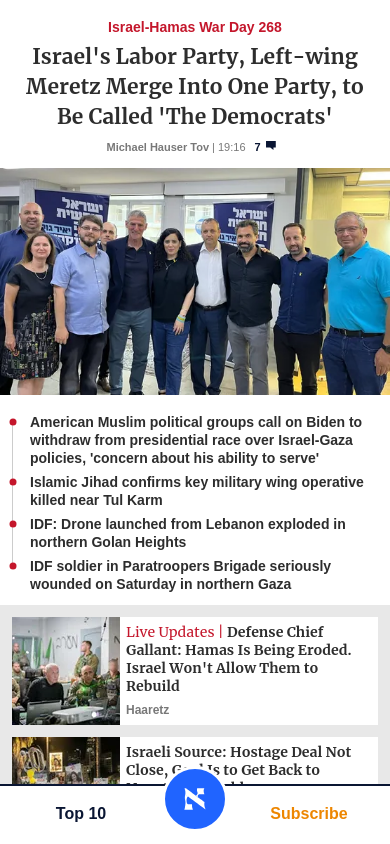 Israel-Hamas War Day 268
Israel's Labor Party, Left-wing
Meretz Merge Into One Party, to
Be Called 'The Democrats'
Michael Hauser Tov | 19:16 7
ישראל
חופשית
יאיר גולן
ישראל
American Muslim political groups call on Biden to
withdraw from presidential race over Israel-Gaza
policies, 'concern about his ability to serve'
Islamic Jihad confirms key military wing operative
killed near Tul Karm
IDF: Drone launched from Lebanon exploded in
northern Golan Heights
IDF soldier in Paratroopers Brigade seriously
wounded on Saturday in northern Gaza
Live Updates | Defense Chief
Gallant: Hamas Is Being Eroded.
Israel Won't Allow Them to
Rebuild
Haaretz
Israeli Source: Hostage Deal Not
Close, Is to Get Back to
Top 10
Subscribe